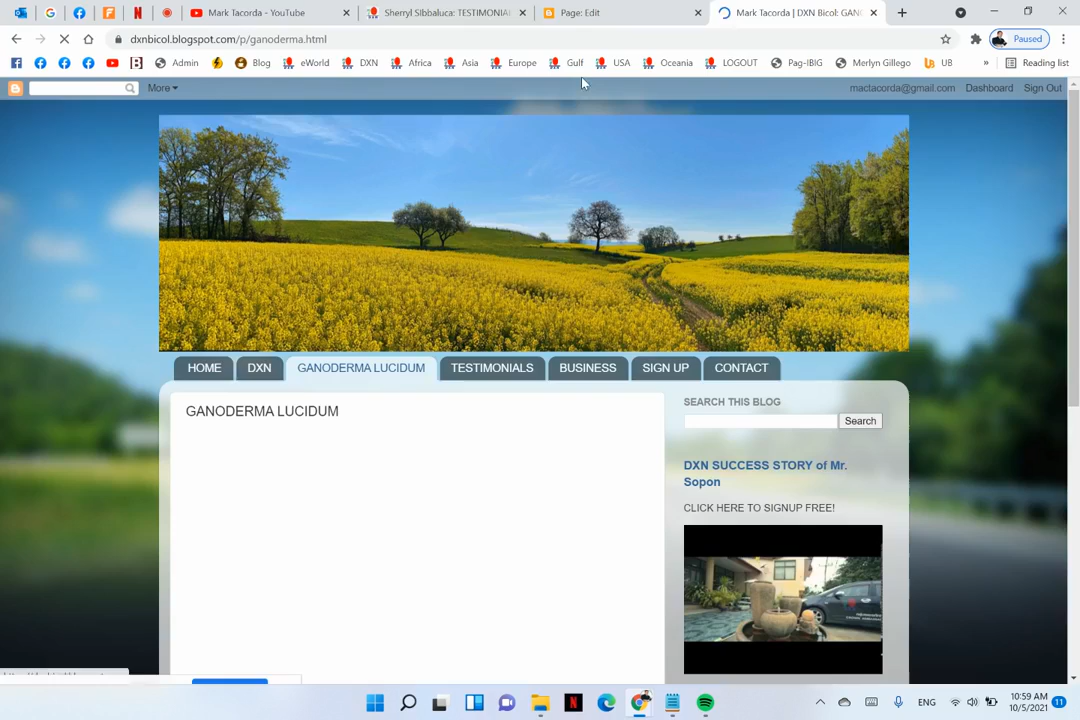 Mark Tacorda - YouTube
Sherryl Sibbaluca: TESTIMONIA
Page: Edit
Mark Tacorda | DXN Bicol: GAN
dxnbicol.blogspot.com/p/ganoderma.html
Paused
Admin Blog eWorld DXN Africa Asia Europe Gulf USA Oceania LOGOUT Pag-IBIG Merlyn Gillego UB » Reading list
More
mactacorda@gmail.com Dashboard Sign Out
HOME DXN GANODERMA LUCIDUM TESTIMONIALS BUSINESS SIGN UP CONTACT
GANODERMA LUCIDUM
SEARCH THIS BLOG
Search
DXN SUCCESS STORY of Mr.
Sopon
CLICK HERE TO SIGNUP FREE!
ENG
10:59 AM
10/5/2021
11